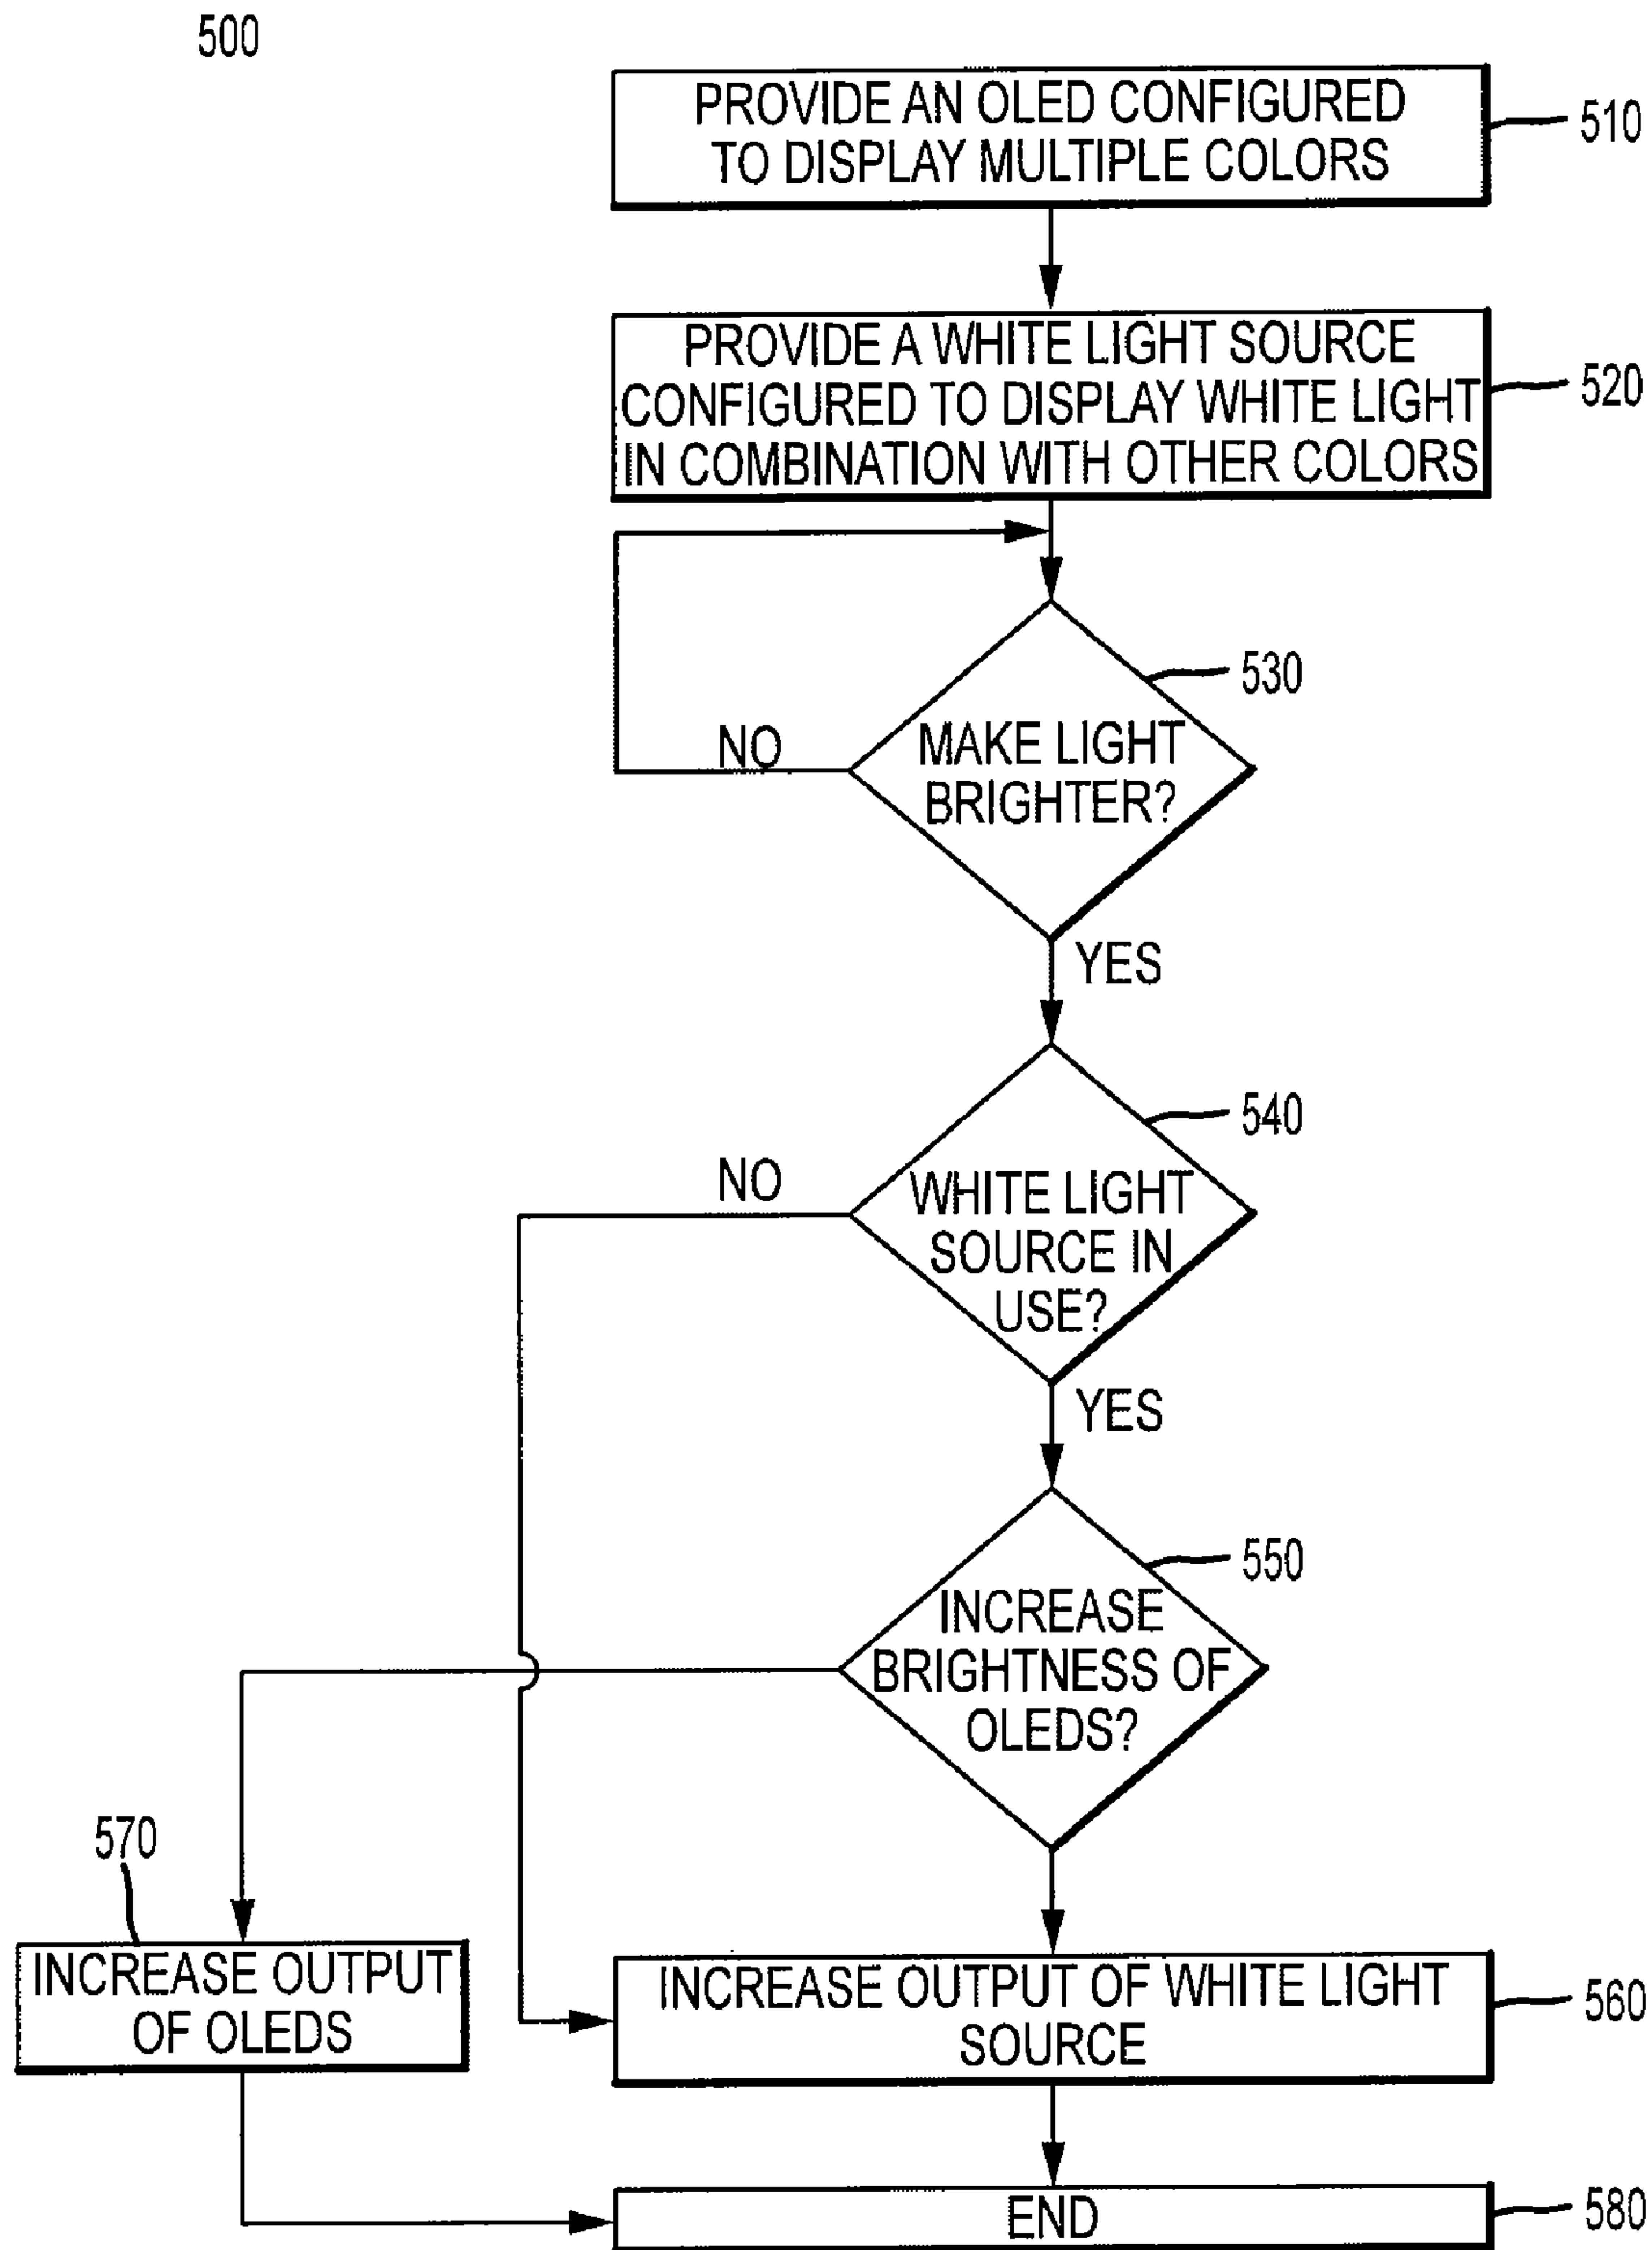 500
PROVIDE AN OLED CONFIGURED
TO DISPLAY MULTIPLE COLORS
510
PROVIDE A WHITE LIGHT SOURCE
CONFIGURED TO DISPLAY WHITE LIGHT
IN COMBINATION WITH OTHER COLORS
520
530
MAKE LIGHT
BRIGHTER?
NO
YES
540
WHITE LIGHT
SOURCE IN
USE?
NO
YES
550
INCREASE
BRIGHTNESS OF
OLEDS?
570
INCREASE OUTPUT
OF OLEDS
INCREASE OUTPUT OF WHITE LIGHT
SOURCE
560
END
580